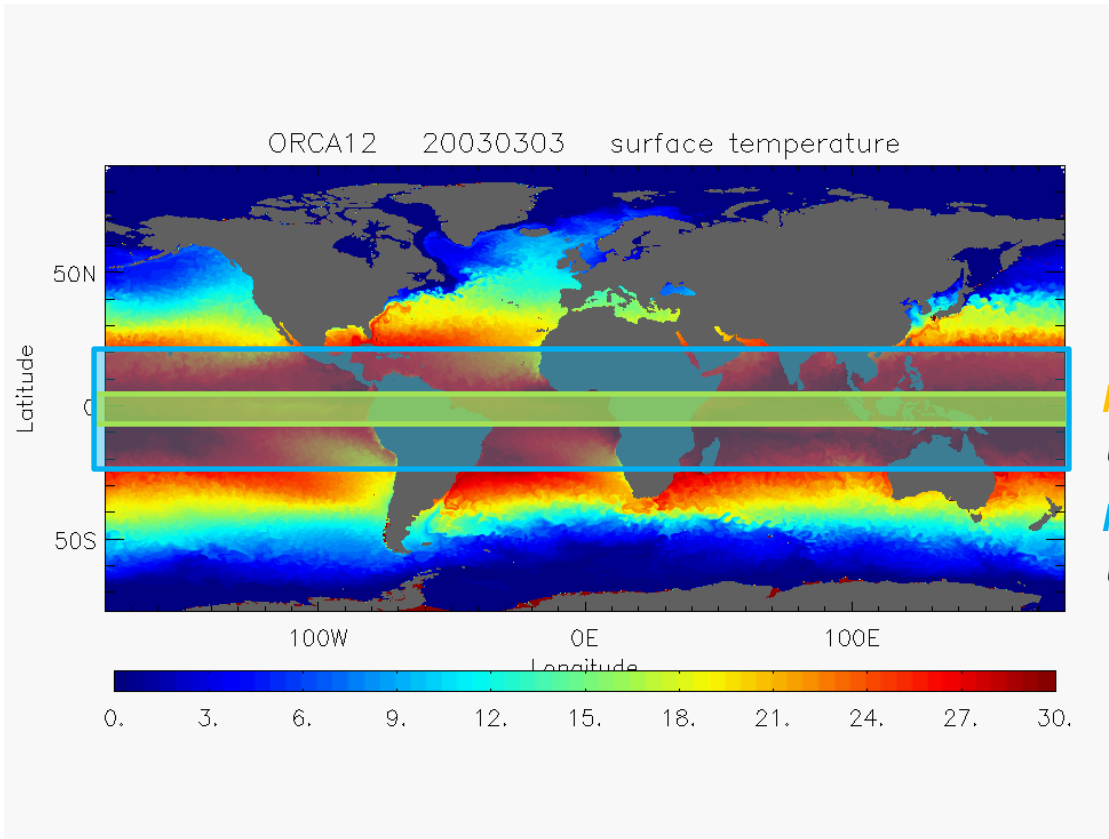 ORCA12 20030303 surface temperature
50N
0
50S
Latitude
100W 0E 100E
Longitude
0. 3. 6. 9. 12. 15. 18. 21. 24. 27. 30.